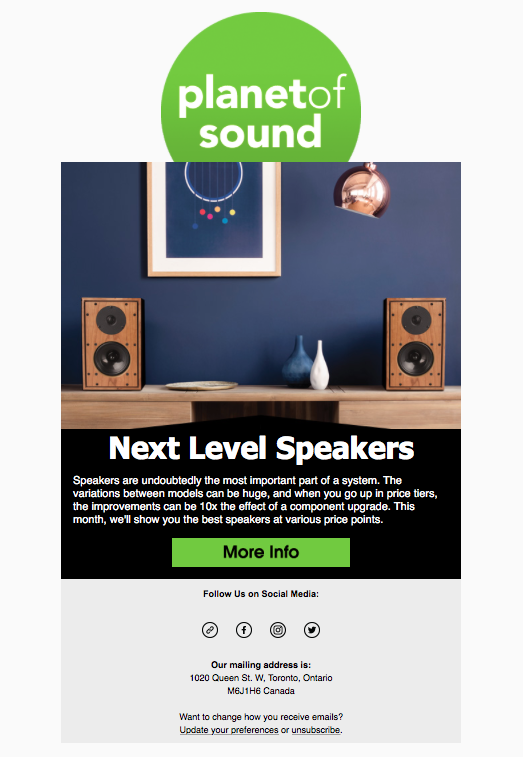 planetof
sound
Next Level Speakers
Speakers are undoubtedly the most important part of a system. The
variations between models can be huge, and when you go up in price tiers,
the improvements can be 10x the effect of a component upgrade. This
month, we'll show you the best speakers at various price points.
More Info
Follow Us on Social Media:
Our mailing address is:
1020 Queen St. W, Toronto, Ontario
M6J1H6 Canada
Want to change how you receive emails?
Update your preferences or unsubscribe.